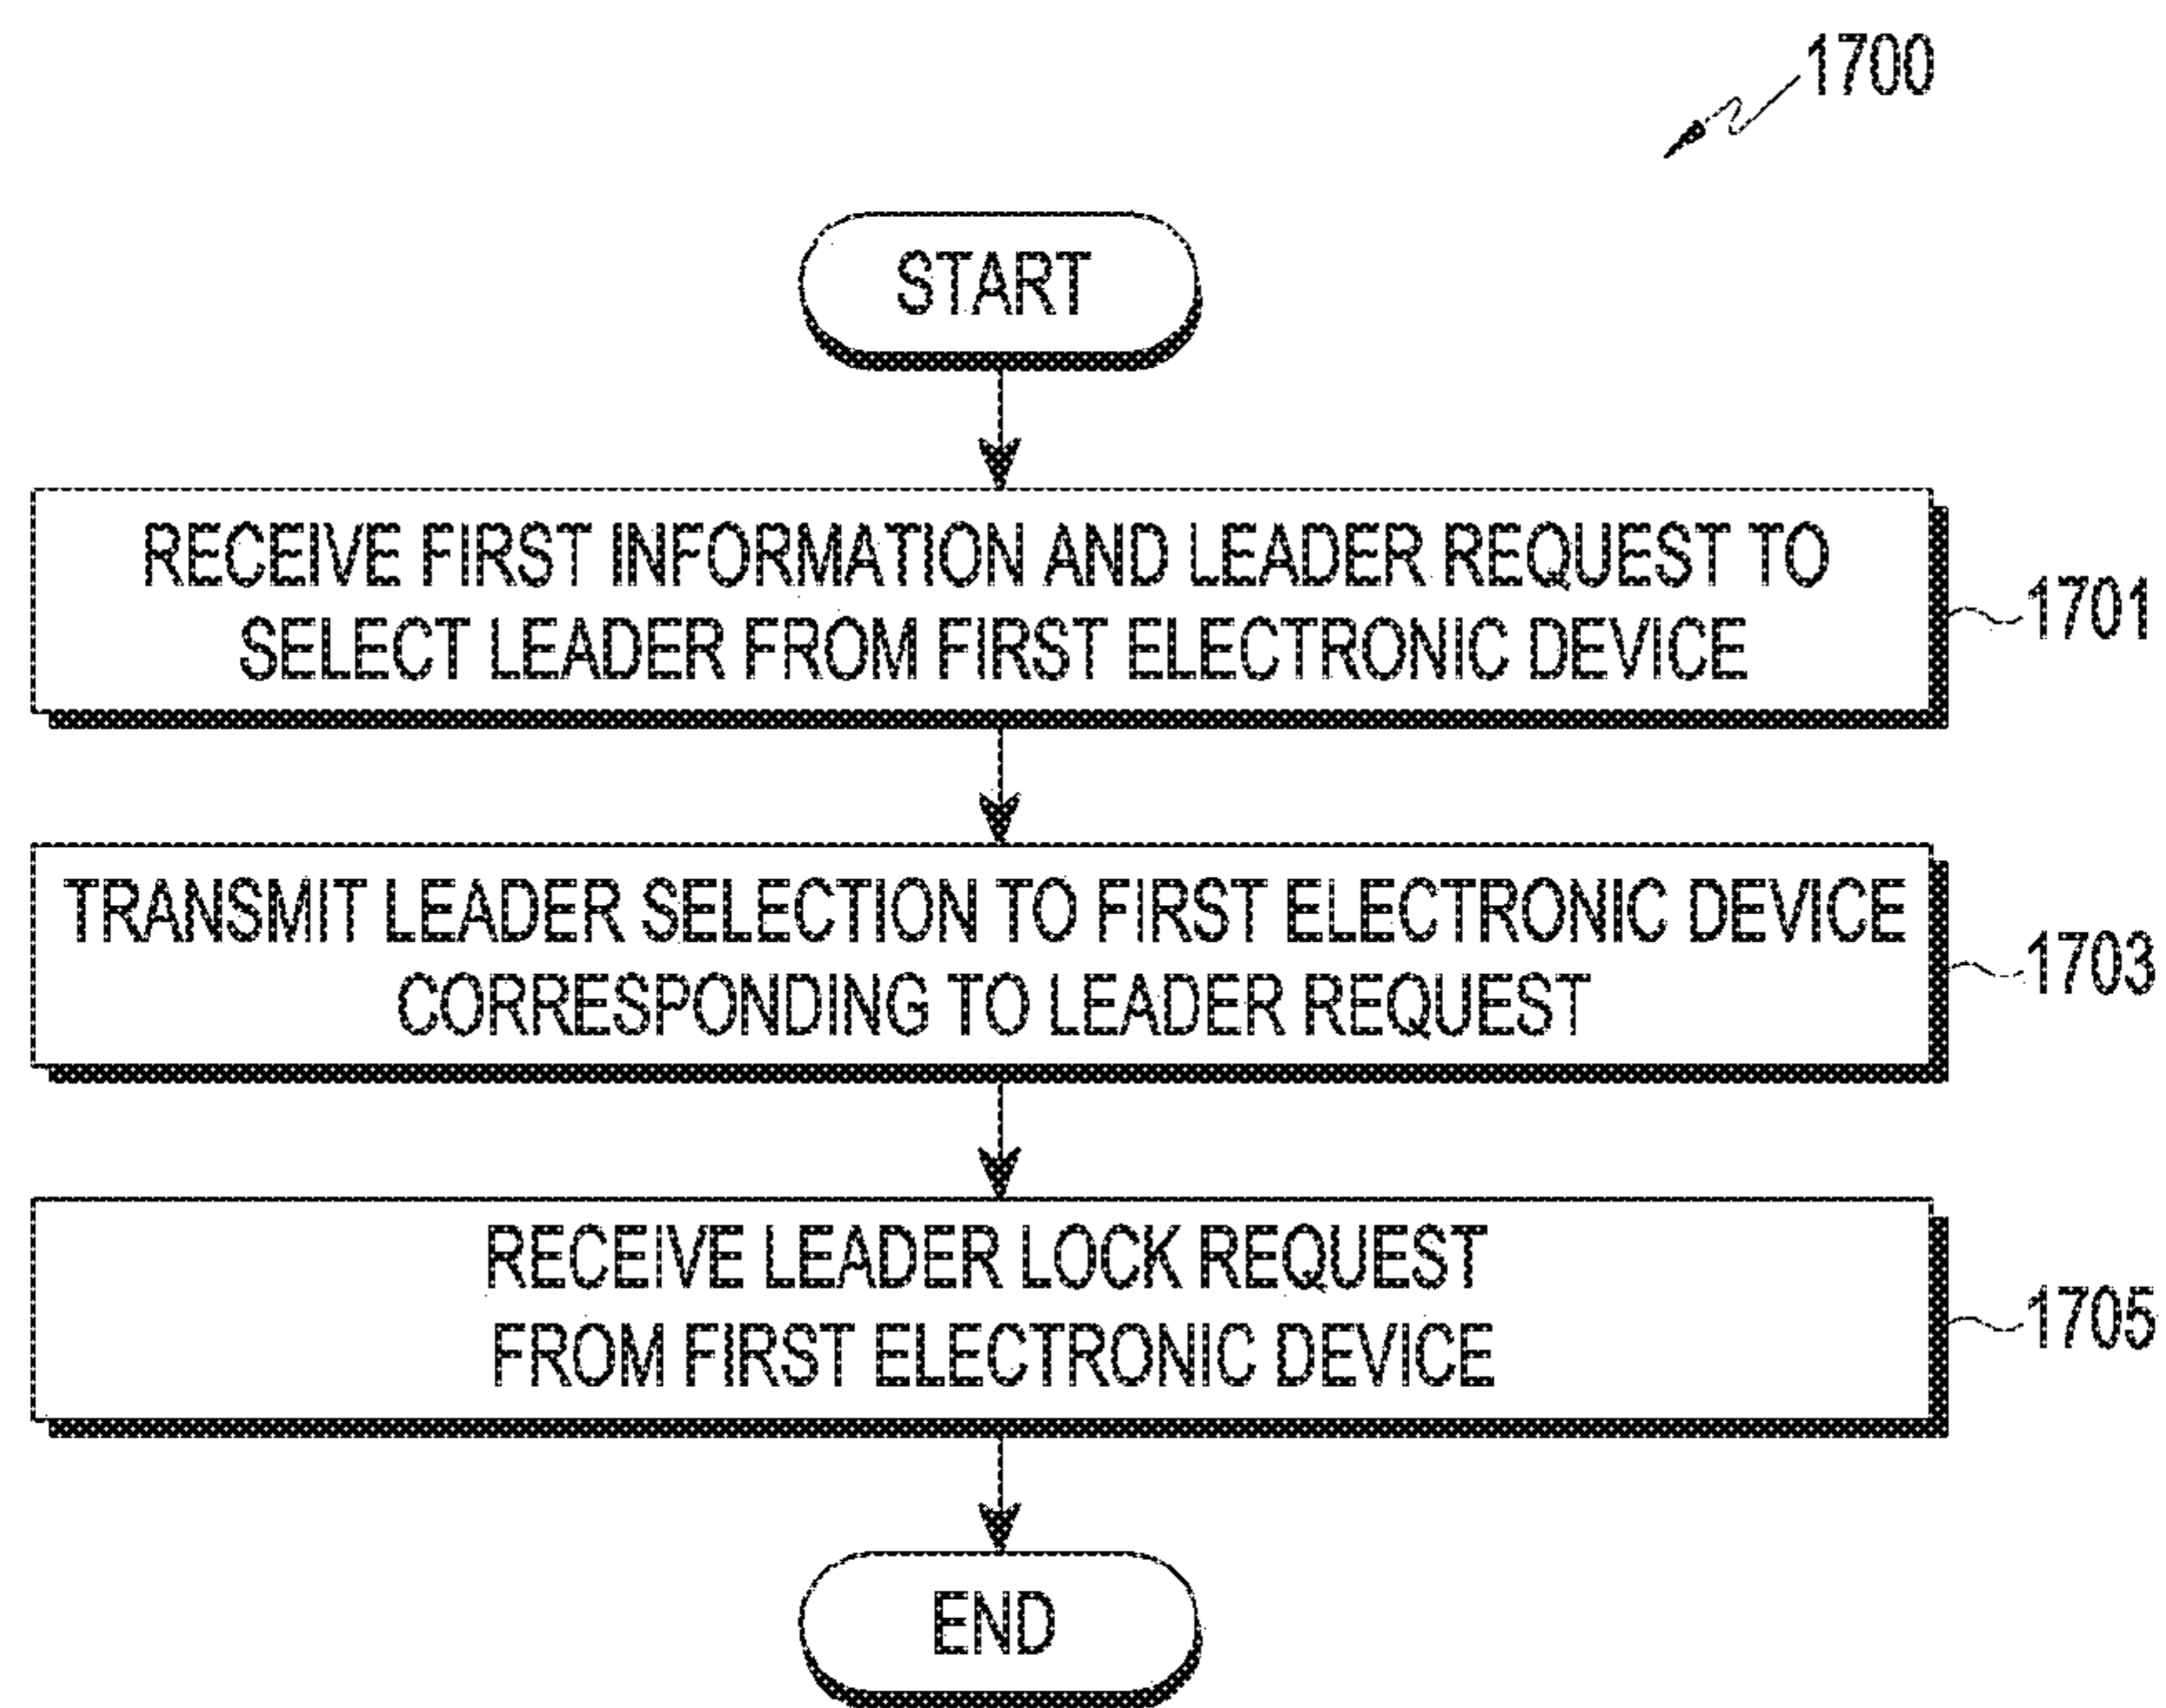 1700
START
RECEIVE FIRST INFORMATION AND LEADER REQUEST TO
SELECT LEADER FROM FIRST ELECTRONIC DEVICE
1701
TRANSMIT LEADER SELECTION TO FIRST ELECTRONIC DEVICE
CORRESPONDING TO LEADER REQUEST
1703
RECEIVE LEADER LOCK REQUEST
FROM FIRST ELECTRONIC DEVICE
1705
END